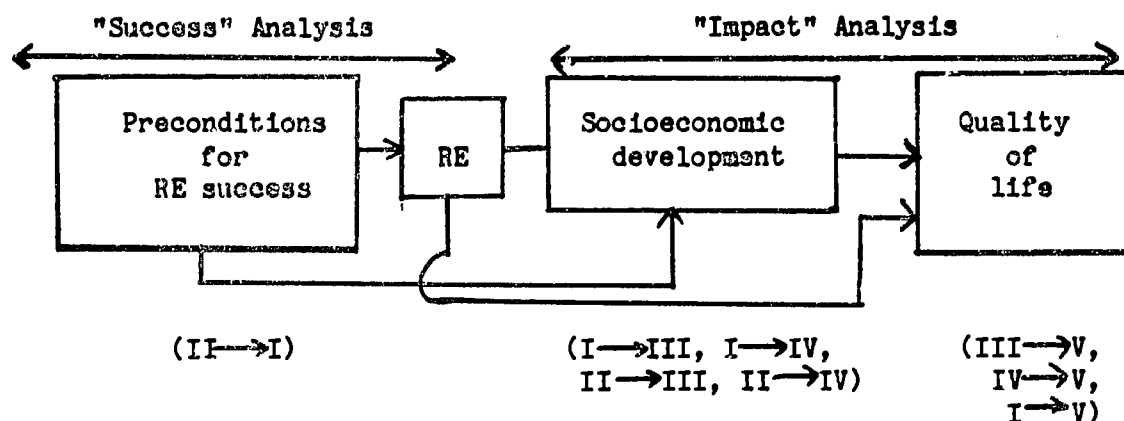 "Success" Analysis
"Impact" Analysis
Preconditions
for
RE success
RE
Socioeconomic
development
Quality
of
life
(II→I)
(I→III, I→IV,
II→III, II→IV)
(III→V,
IV→V,
I→V)